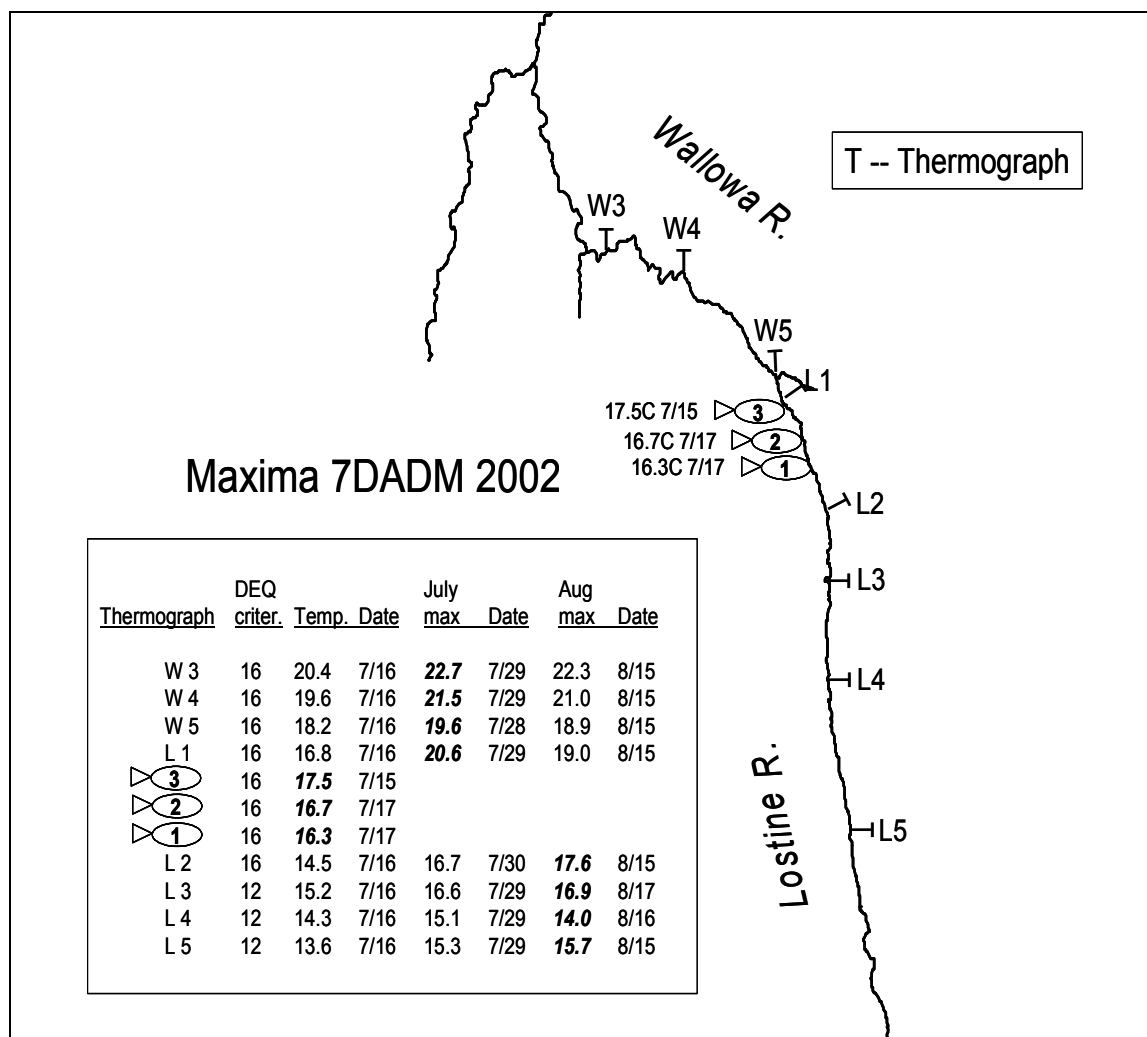 Wallowa R.
T -- Thermograph
W3
W4
W5
L1
17.5C 7/15 3
16.7C 7/17 2
16.3C 7/17 1
L2
L3
L4
L5
Lostine R.
Maxima 7DADM 2002
DEQ July Aug
Thermograph criter. Temp. Date max Date max Date
W 3 16 20.4 7/16 22.7 7/29 22.3 8/15
W 4 16 19.6 7/16 21.5 7/29 21.0 8/15
W 5 16 18.2 7/16 19.6 7/28 18.9 8/15
L 1 16 16.8 7/16 20.6 7/29 19.0 8/15
3 16 17.5 7/15
2 16 16.7 7/17
1 16 16.3 7/17
L 2 16 14.5 7/16 16.7 7/30 17.6 8/15
L 3 12 15.2 7/16 16.6 7/29 16.9 8/17
L 4 12 14.3 7/16 15.1 7/29 14.0 8/16
L 5 12 13.6 7/16 15.3 7/29 15.7 8/15